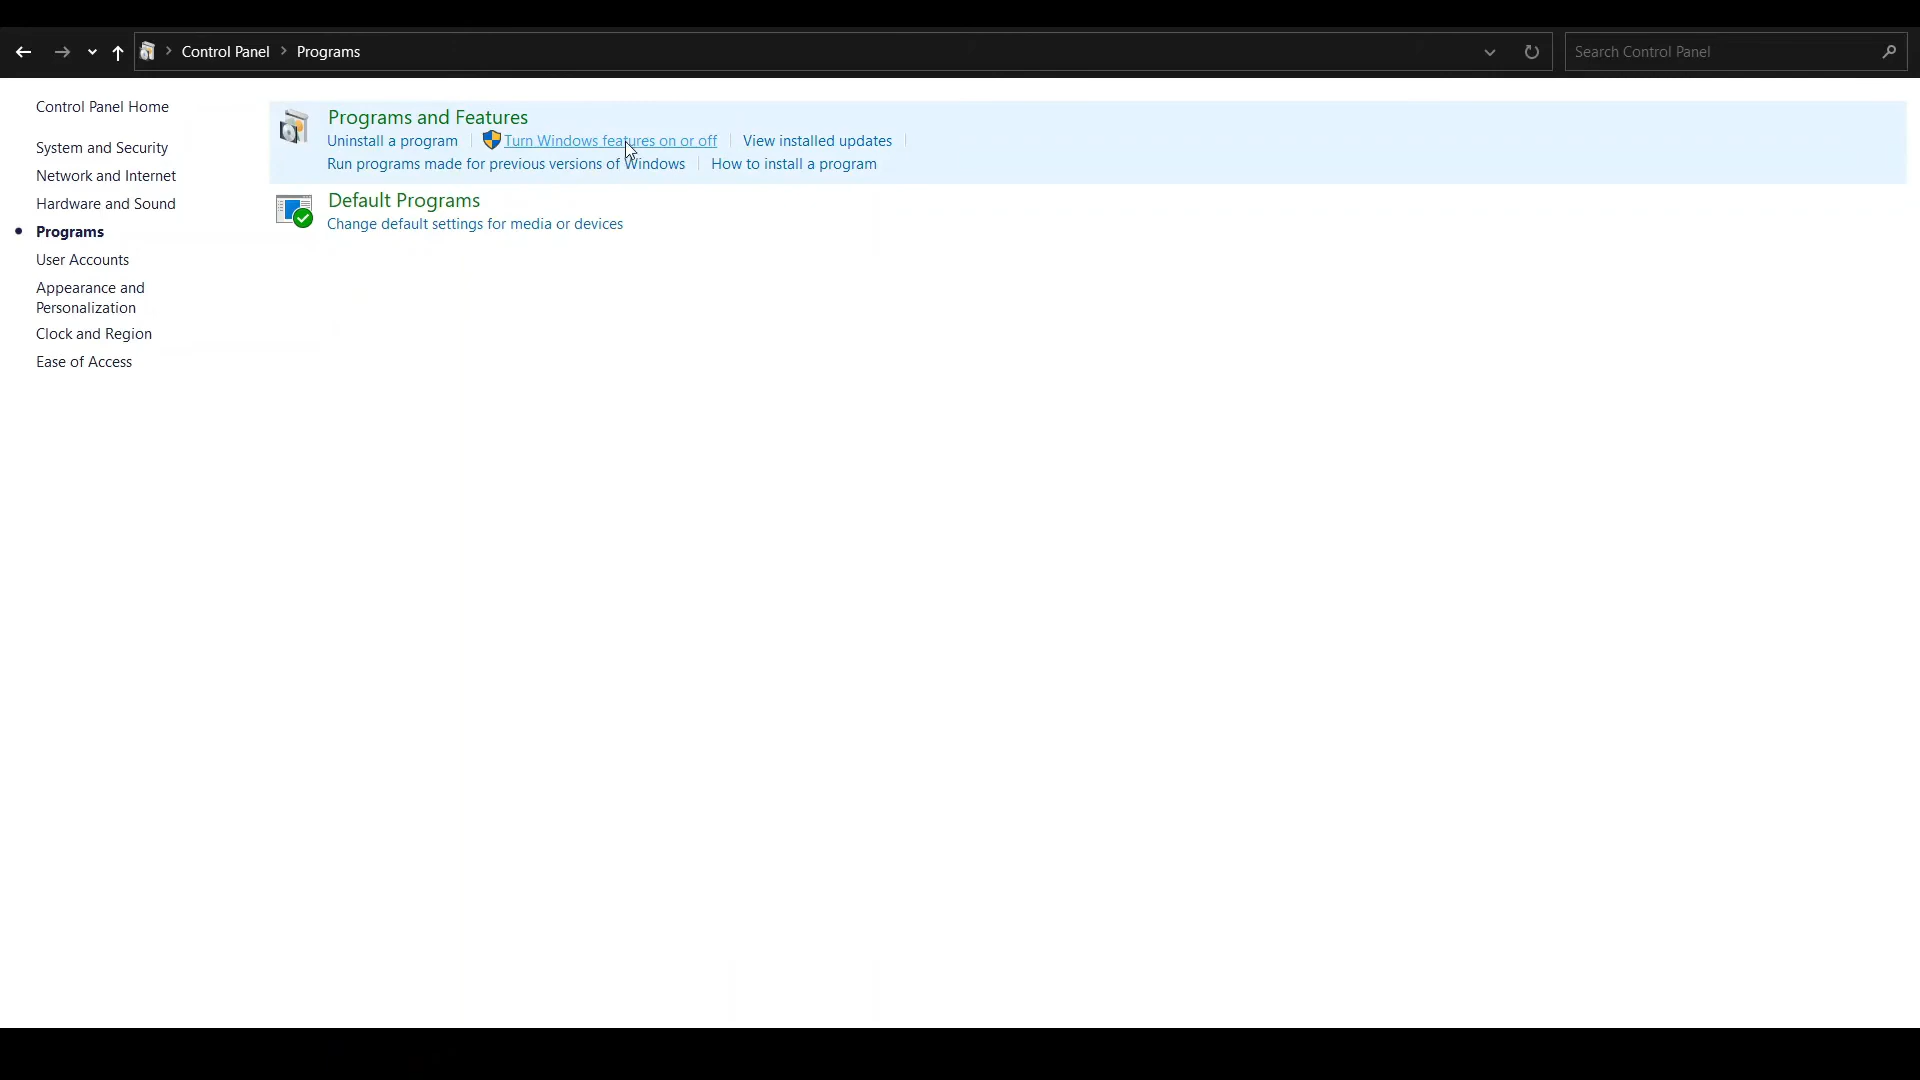 Control Panel Programs
Search Control Panel
Control Panel Home
System and Security
Network and Internet
Hardware and Sound
Programs
User Accounts
Appearance and
Personalization
Clock and Region
Ease of Access
Programs and Features
Uninstall a program Turn Windows features on or off View installed updates
Run programs made for previous versions of Windows How to install a program
Default Programs
Change default settings for media or devices